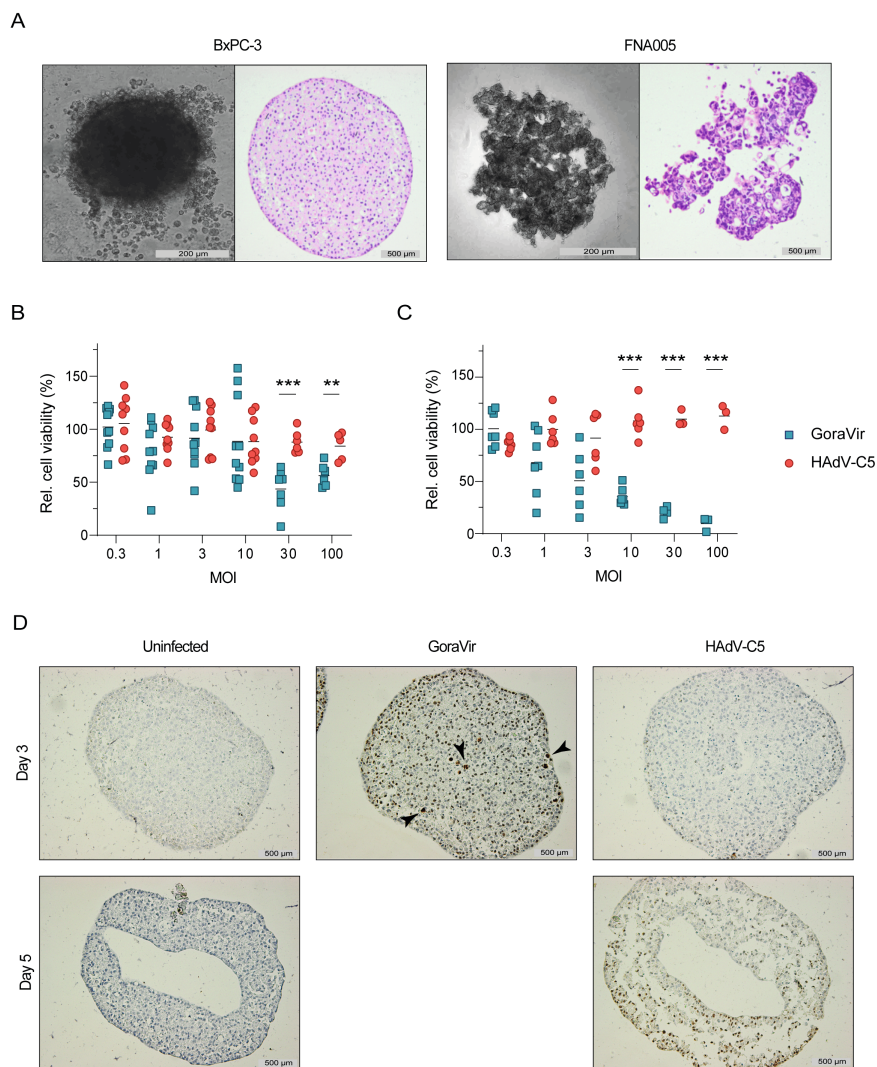 A
BxPC-3
FNA005
200 µm
500 µm
200 µm
500 µm
B
Rel. cell viability (%)
150
100
50
0
*** **
0.3 1 3 10 30 100
MOI
C
Rel. cell viability (%)
150
100
50
0
*** *** ***
0.3 1 3 10 30 100
MOI
GoraVir
HAdV-C5
D
Uninfected
GoraVir
HAdV-C5
Day 3
500 µm
500 µm
500 µm
Day 5
500 µm
500 µm